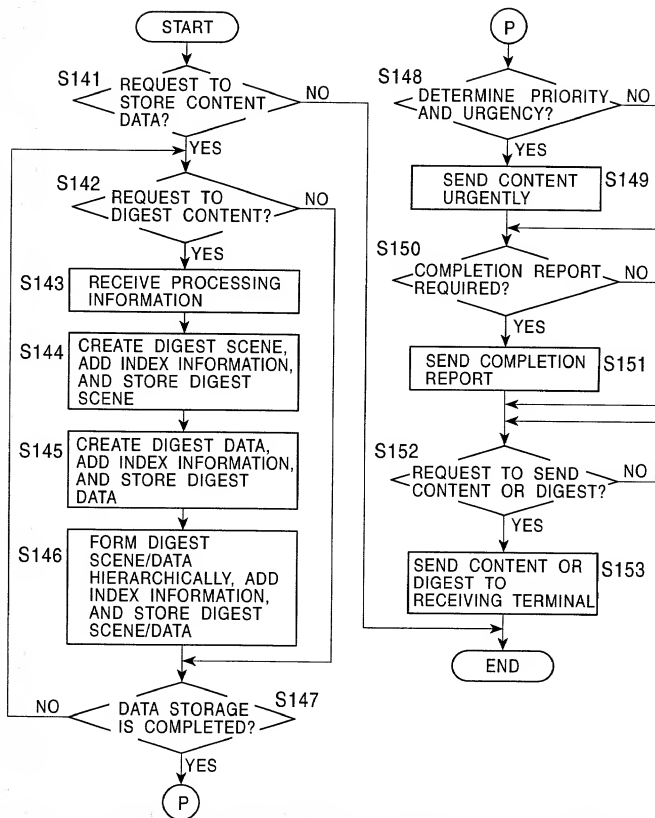 START
S141
REQUEST TO
STORE CONTENT
DATA?
NO
YES
S142
REQUEST TO
DIGEST CONTENT?
NO
YES
S143
RECEIVE PROCESSING
INFORMATION
S144
CREATE DIGEST SCENE,
ADD INDEX INFORMATION,
AND STORE DIGEST
SCENE
S145
CREATE DIGEST DATA,
ADD INDEX INFORMATION,
AND STORE DIGEST
DATA
S146
FORM DIGEST
SCENE/DATA
HIERARCHICALLY, ADD
INDEX INFORMATION,
AND STORE DIGEST
SCENE/DATA
S147
NO
DATA STORAGE
IS COMPLETED?
YES
P
P
S148
DETERMINE PRIORITY
AND URGENCY?
NO
YES
S149
SEND CONTENT
URGENTLY
S150
COMPLETION REPORT
REQUIRED?
NO
YES
S151
SEND COMPLETION
REPORT
S152
REQUEST TO SEND
CONTENT OR DIGEST?
NO
YES
S153
SEND CONTENT OR
DIGEST TO
RECEIVING TERMINAL
END